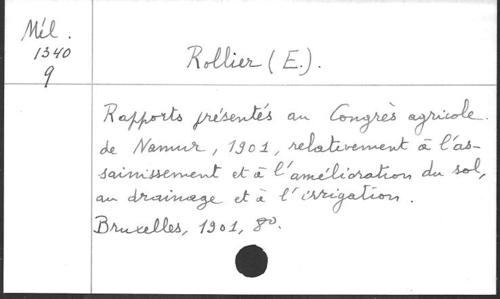 Mél.
1340
9
Rollier (E.).
Rapports présentés au Congrès agricole
de Namur, 1901, relativement à l'as-
sainissement et à l'amélioration du sol,
au drainage et à l'irrigation.
Bruxelles, 1901, 8º.